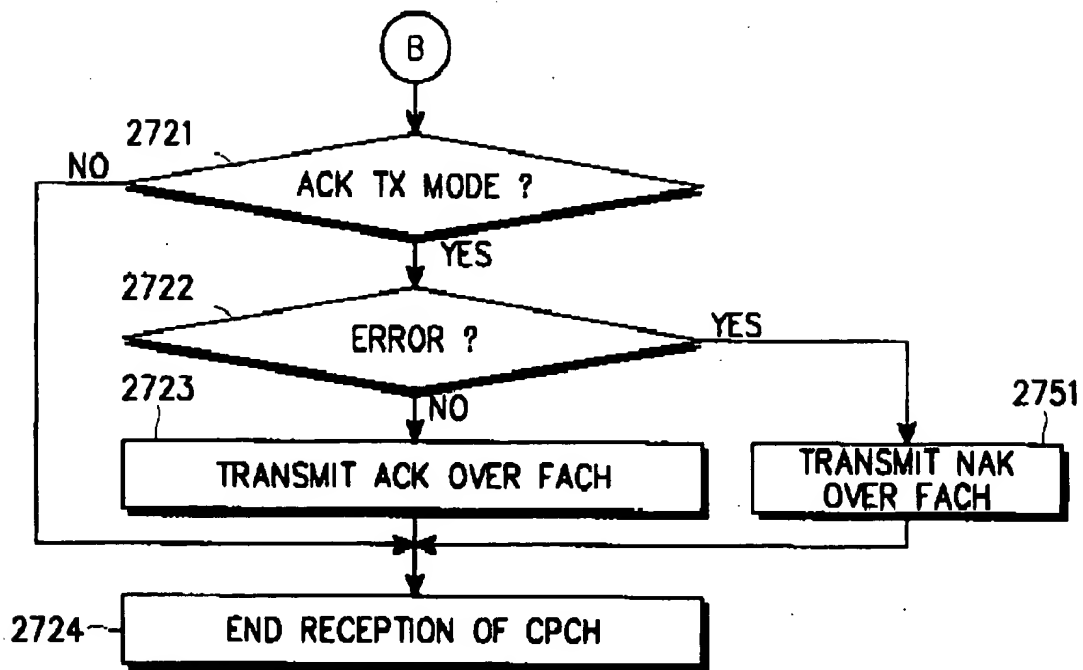 B
2721
NO
ACK TX MODE ?
YES
2722
ERROR ?
YES
2723
NO
2751
TRANSMIT ACK OVER FACH
TRANSMIT NAK
OVER FACH
2724
END RECEPTION OF CPCH